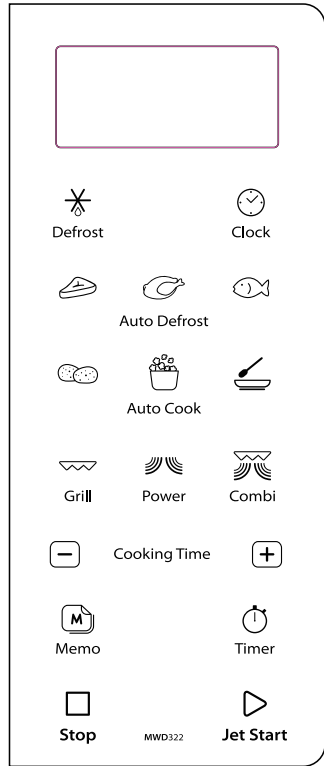 Defrost Clock
Auto Defrost
Auto Cook
Grill Power Combi
− Cooking Time +
M
Memo Timer
Stop MWD322 Jet Start